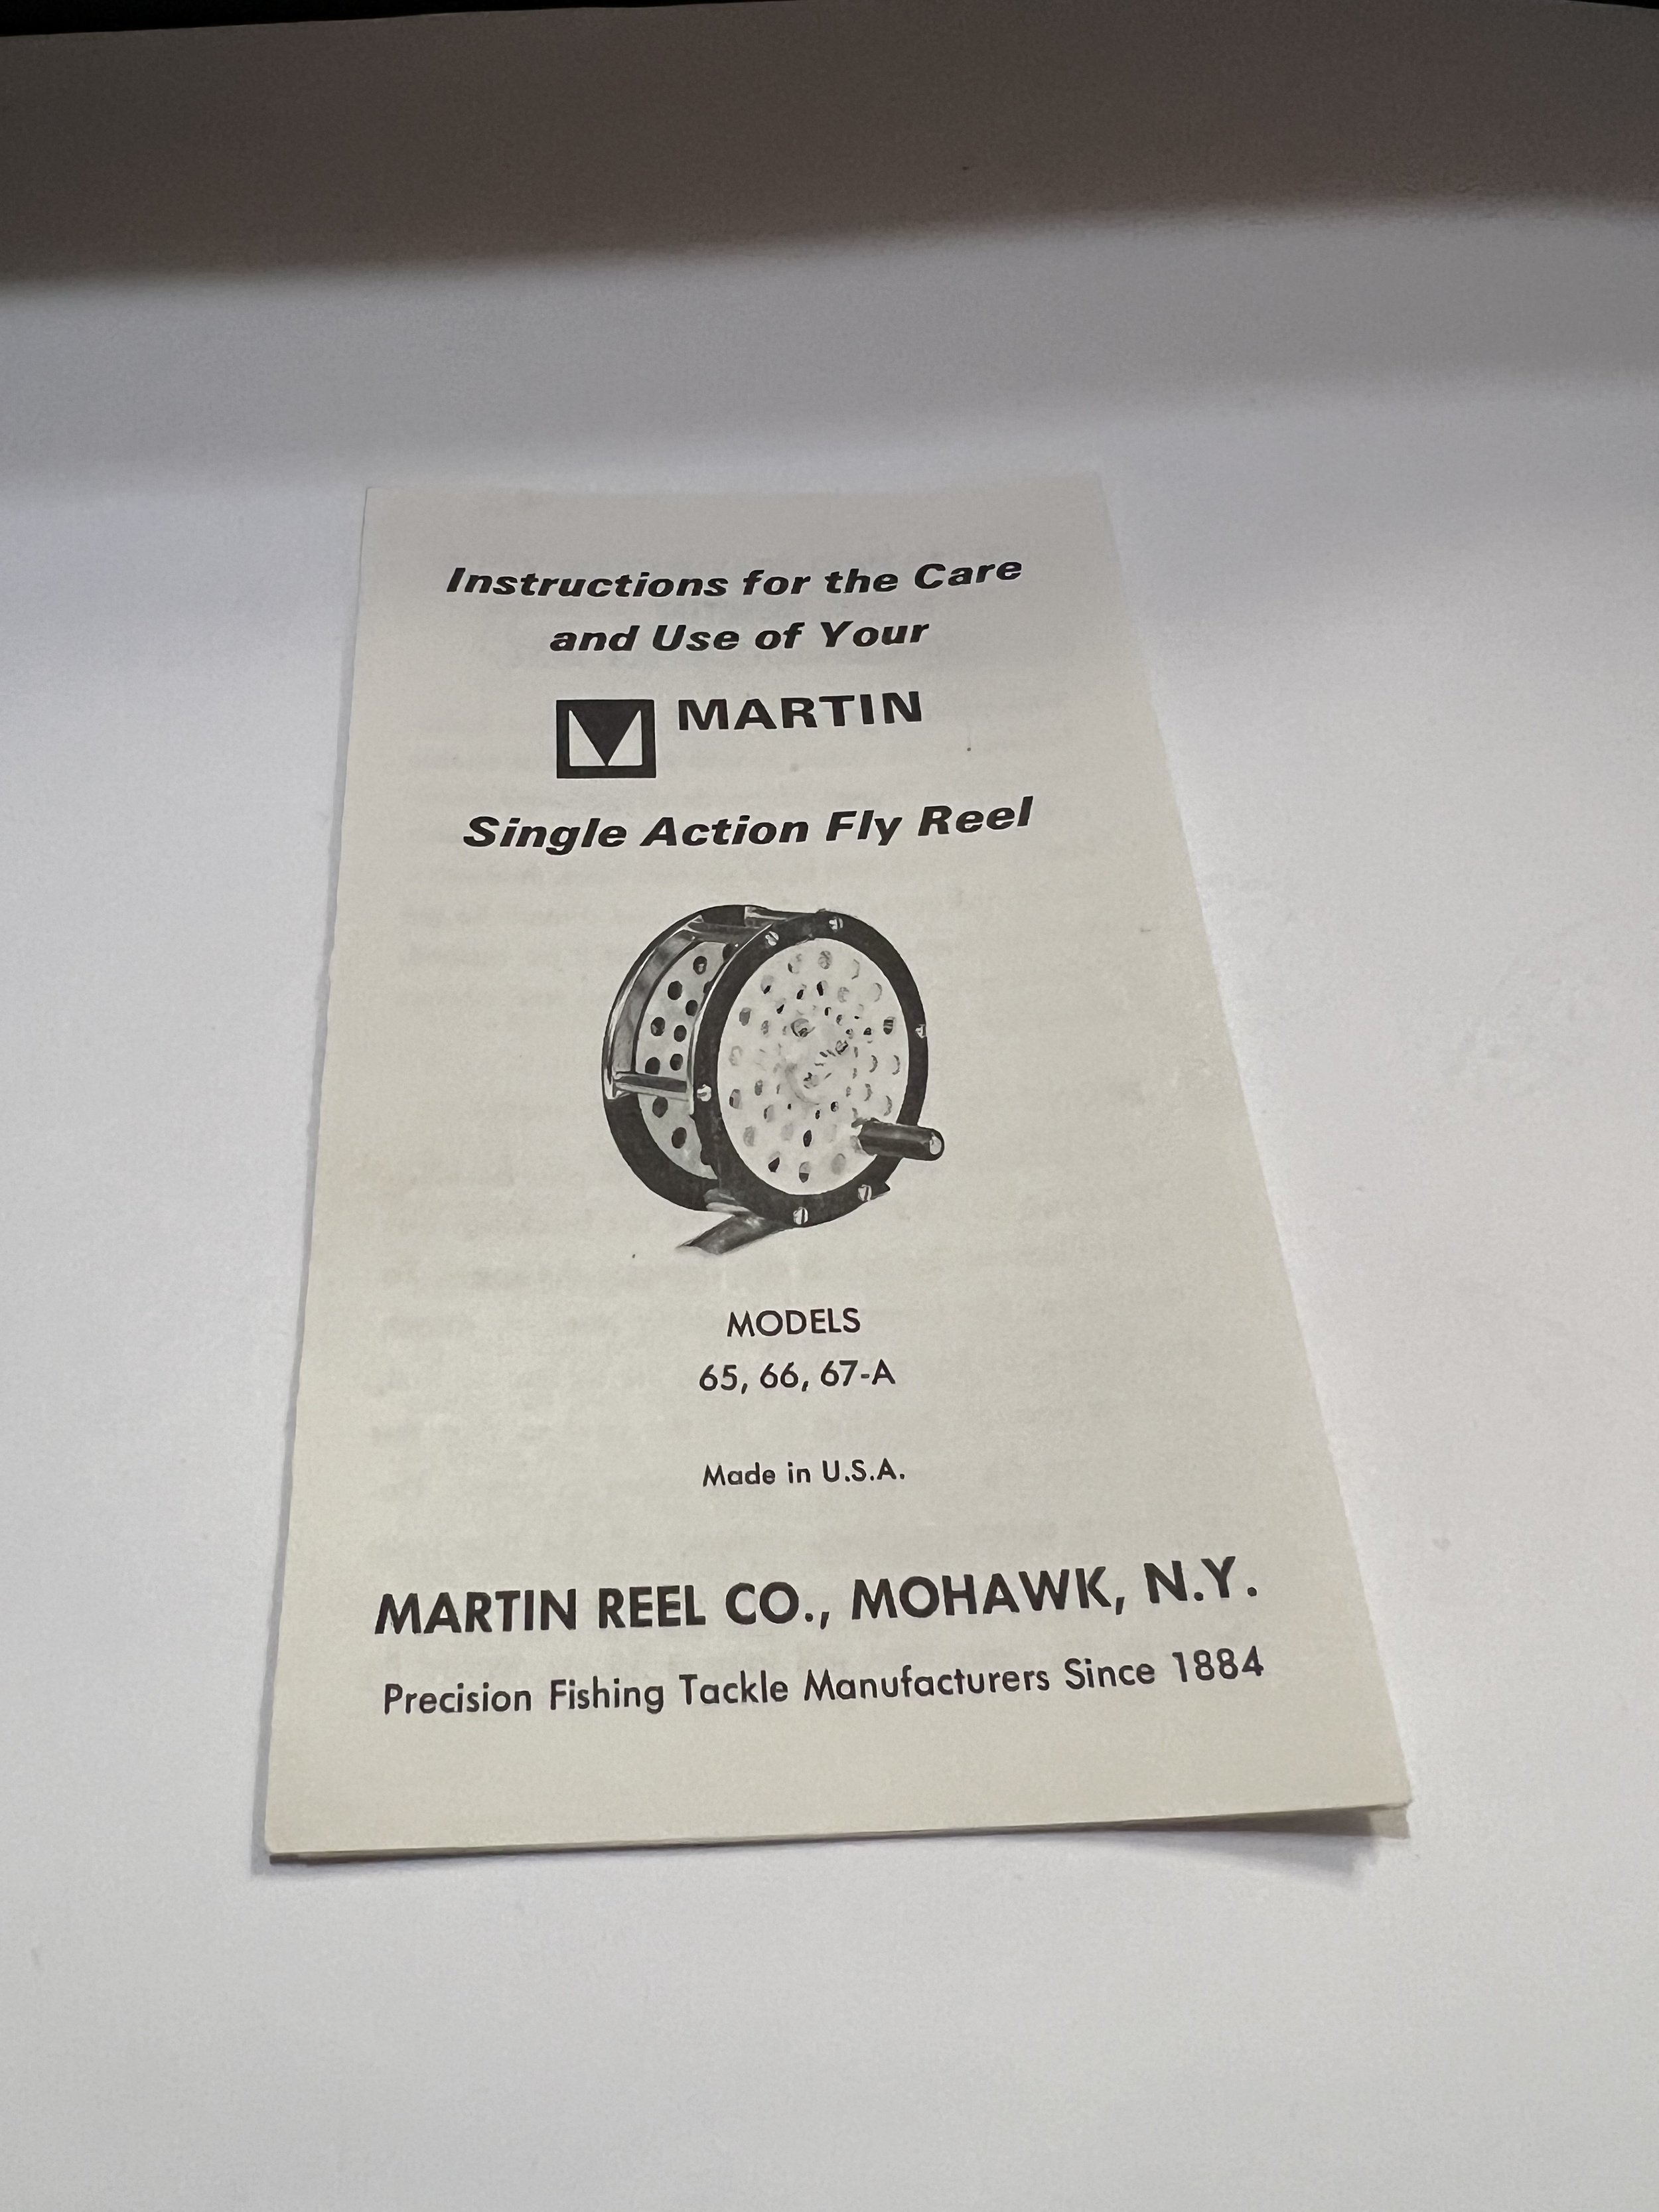 Instructions for the Care
and Use of Your
MARTIN
Single Action Fly Reel
MODELS
65, 66, 67-A
Made in U.S.A.
MARTIN REEL CO., MOHAWK, N.Y.
Precision Fishing Tackle Manufacturers Since 1884